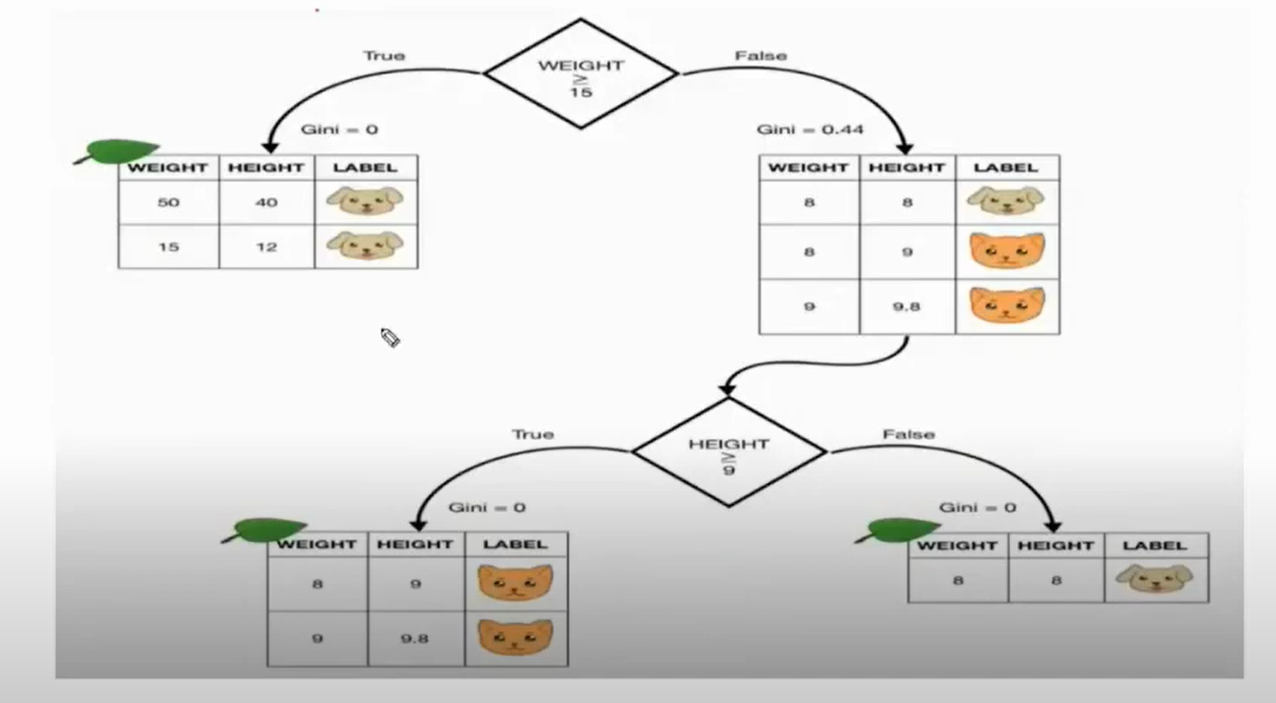 WEIGHT
≥
15
True
False
Gini = 0
Gini = 0.44
WEIGHT HEIGHT LABEL
50 40
15 12
WEIGHT HEIGHT LABEL
8 8
8 9
9 9.8
HEIGHT
≥
9
True
False
Gini = 0
Gini = 0
WEIGHT HEIGHT LABEL
8 9
9 9.8
WEIGHT HEIGHT LABEL
8 8